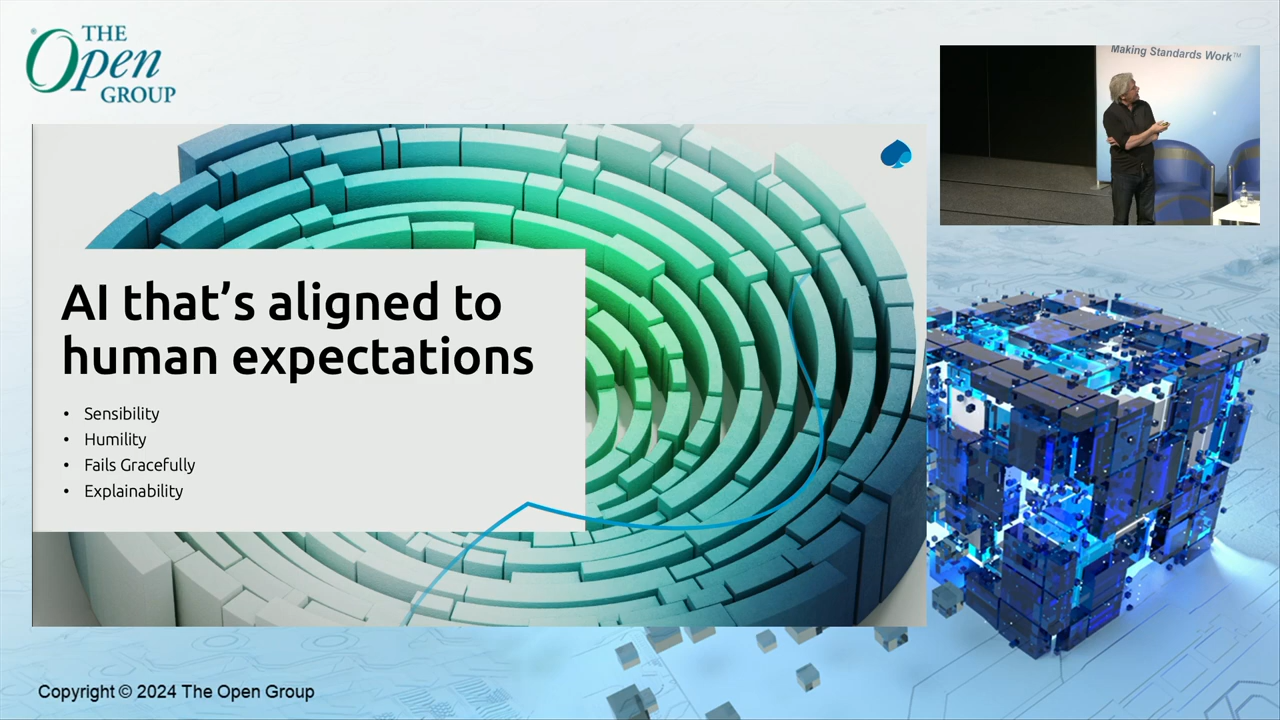 THE
Open
GROUP
Making Standards Work™
AI that’s aligned to
human expectations
• Sensibility
• Humility
• Fails Gracefully
• Explainability
Copyright © 2024 The Open Group